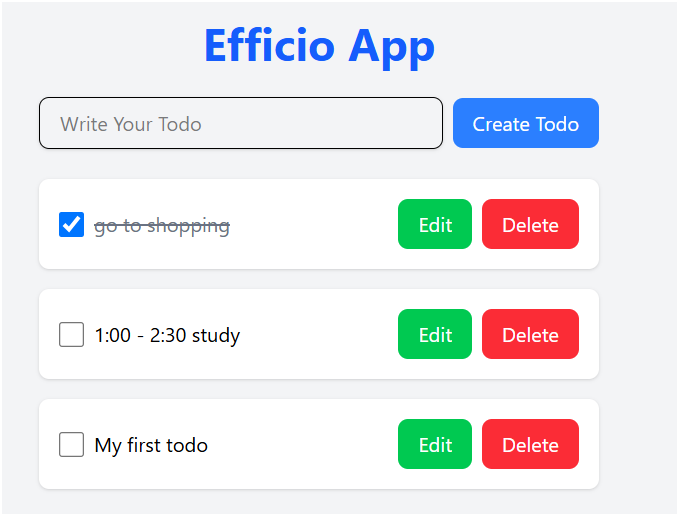 Efficio App
Write Your Todo Create Todo
go to shopping Edit Delete
1:00 - 2:30 study Edit Delete
My first todo Edit Delete